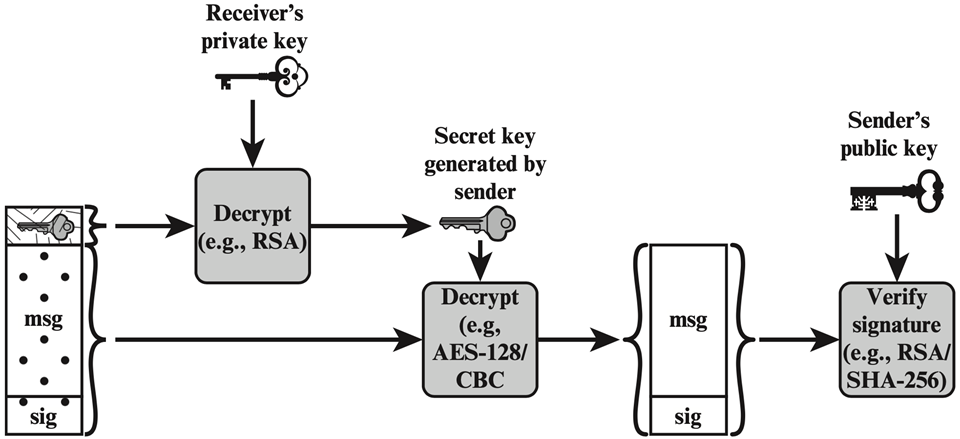 Receiver's
private key
Secret key
generated by
sender
Sender's
public key
Decrypt
(e.g., RSA)
msg
sig
Decrypt
(e.g,
AES-128/
CBC
msg
sig
Verify
signature
(e.g., RSA/
SHA-256)